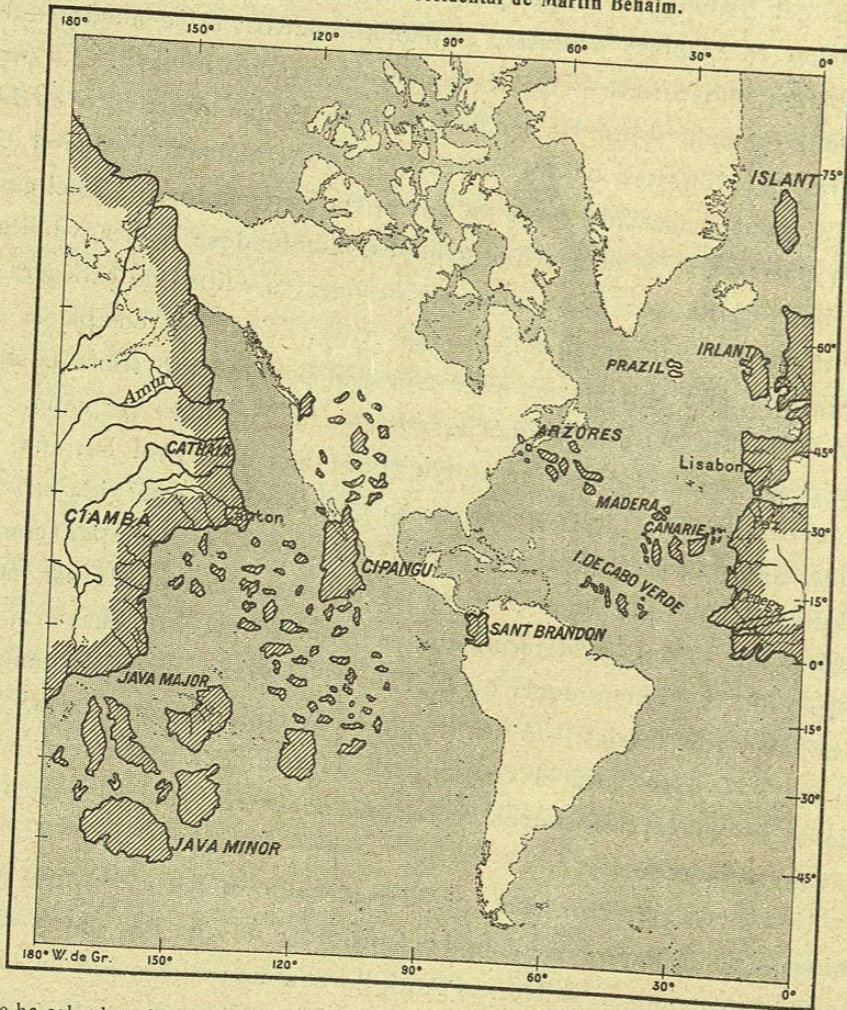 de Martin Behaim.
180°
150°
120°
90°
60°
30°
0°
ISLANT
75°
IRLANT
60°
PRAZIL
ARZORES
45°
Lisabon
Amur
CATHAIA
MADERA
CANARIE
Fez
30°
CIAMBA
CIPANGU
I. DE CABO VERDE
15°
SANT BRANDON
0°
JAVA MAJOR
15°
30°
JAVA MINOR
45°
180° W. de Gr.
150°
120°
90°
60°
30°
0°